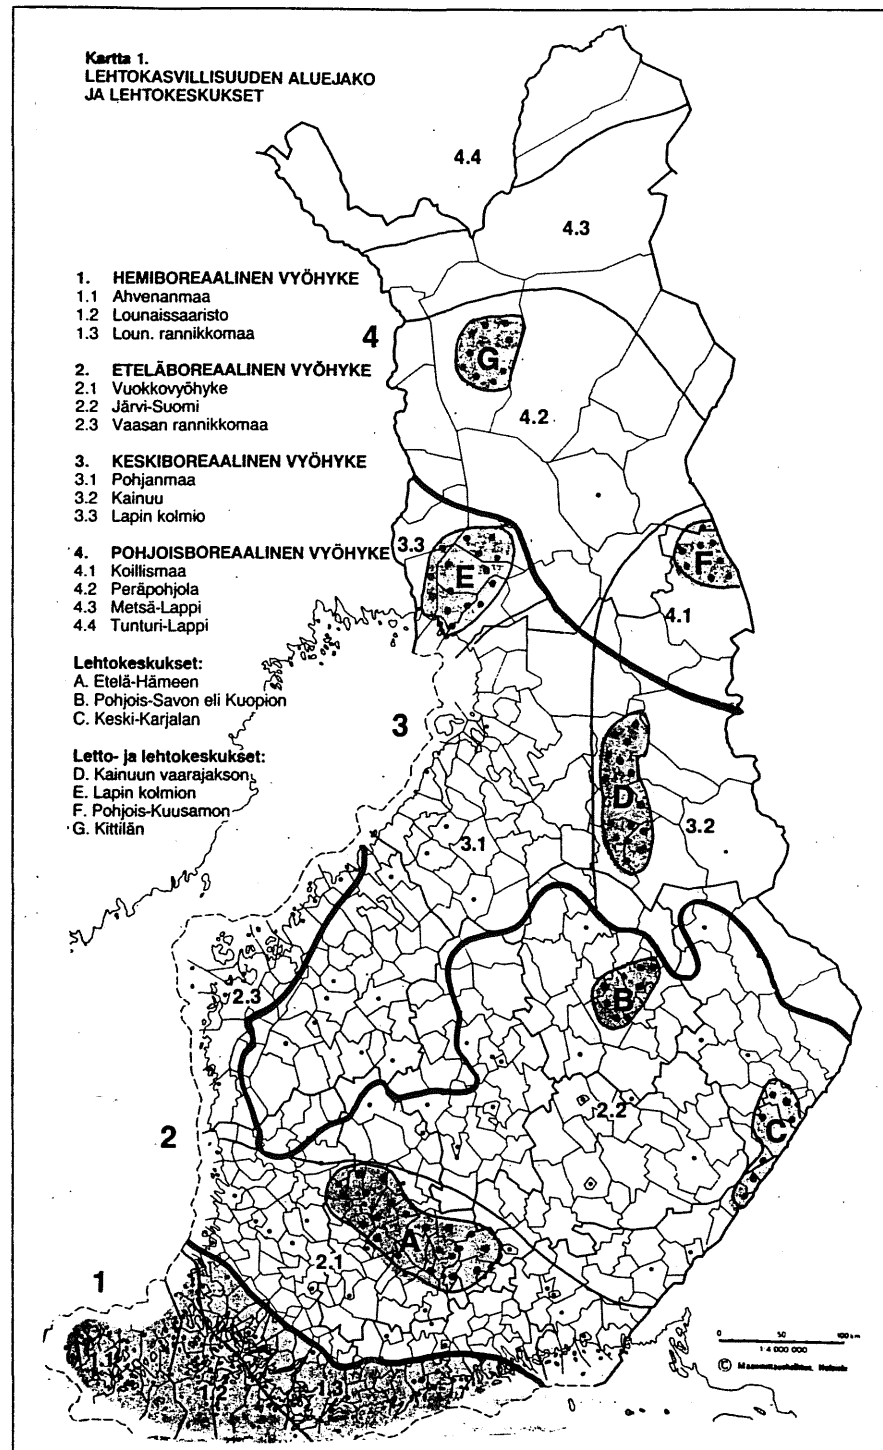 Kartta 1.
LEHTOKASVILLISUUDEN ALUEJAKO
JA LEHTOKESKUKSET
1. HEMIBOREAALINEN VYÖHYKE
1.1 Ahvenanmaa
1.2 Lounaissaaristo
1.3 Loun. rannikkomaa
2. ETELÄBOREAALINEN VYÖHYKE
2.1 Vuokkovyöhyke
2.2 Järvi-Suomi
2.3 Vaasan rannikkomaa
3. KESKIBOREAALINEN VYÖHYKE
3.1 Pohjanmaa
3.2 Kainuu
3.3 Lapin kolmio
4. POHJOISBOREAALINEN VYÖHYKE
4.1 Koillismaa
4.2 Peräpohjola
4.3 Metsä-Lappi
4.4 Tunturi-Lappi
Lehtokeskukset:
A. Etelä-Hämeen
B. Pohjois-Savon eli Kuopion
C. Keski-Karjalan
Letto- ja lehtokeskukset:
D. Kainuun vaarajakson
E. Lapin kolmion
F. Pohjois-Kuusamon
G. Kittilän
4.4
4.3
4
G
4.2
3.3
E
F
4.1
3
D
3.2
3.1
2.3
B
2.2
2
C
A
2.1
1
1.1
1.2
1.3
0 50 100 km
1:4 000 000
© Maanmittaushallitus, Helsinki